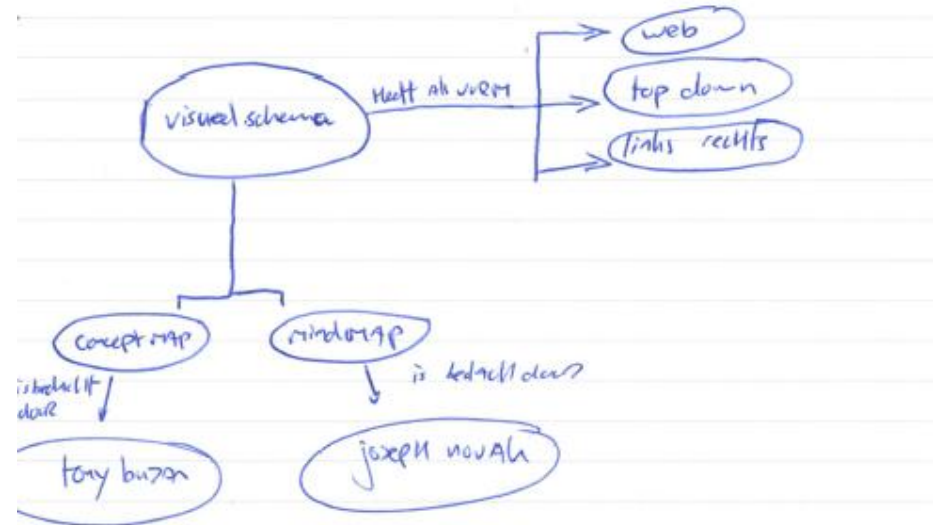 web
visueel schema
Heeft als vorm
top down
links rechts
concept map
mindmap
is bedacht door
is bedacht door
tony buzan
joseph novak